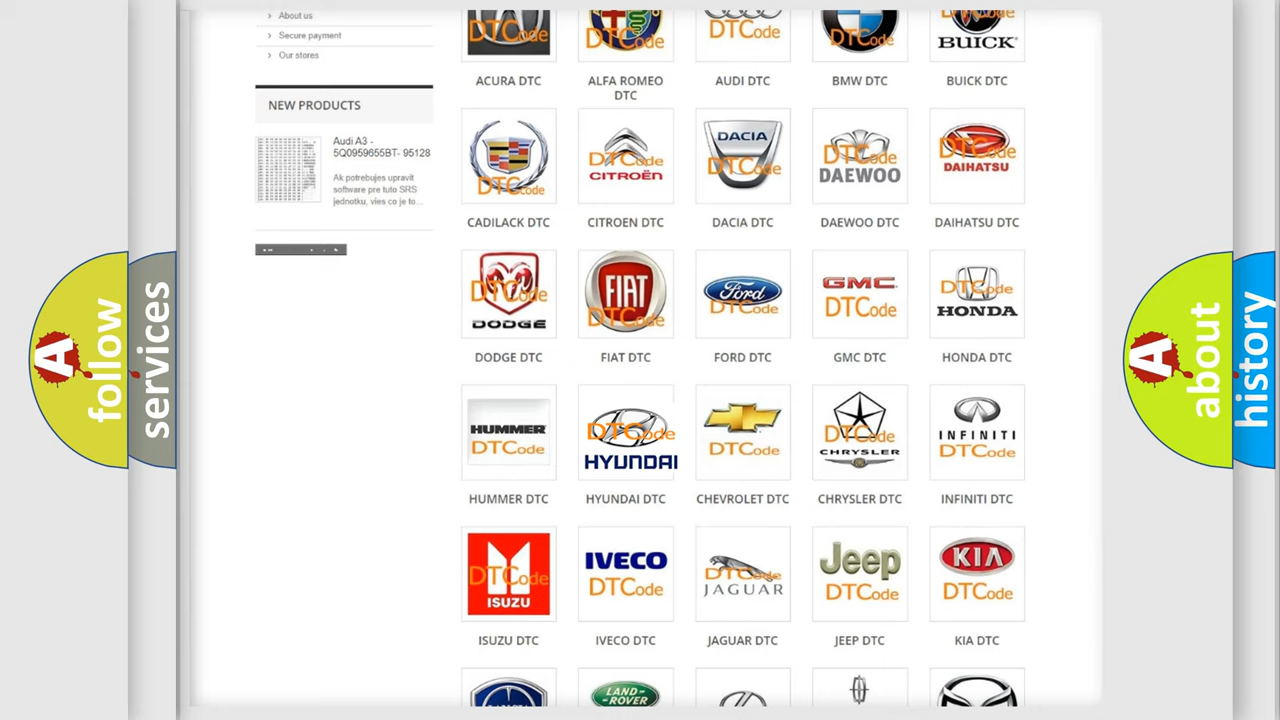 About us
Secure payment
Our stores
NEW PRODUCTS
Audi A3 -
5Q0959655BT- 95128
Ak potrebujes upravit
software pre tuto SRS
jednotku, vies co je to...
DTCode
DTCode
DTCode
DTCode
BUICK
ACURA DTC
ALFA ROMEO
DTC
AUDI DTC
BMW DTC
BUICK DTC
DTCode
DTCode
CITROËN
DACIA
DTCode
DTCode
DAEWOO
DTCode
DAIHATSU
CADILACK DTC
CITROEN DTC
DACIA DTC
DAEWOO DTC
DAIHATSU DTC
DTCode
DODGE
FIAT
DTCode
Ford
DTCode
GMC
DTCode
DTCode
HONDA
DODGE DTC
FIAT DTC
FORD DTC
GMC DTC
HONDA DTC
HUMMER
DTCode
DTCode
HYUNDAI
DTCode
DTCode
CHRYSLER
INFINITI
DTCode
HUMMER DTC
HYUNDAI DTC
CHEVROLET DTC
CHRYSLER DTC
INFINITI DTC
DTCode
ISUZU
IVECO
DTCode
DTCode
JAGUAR
Jeep
DTCode
KIA
DTCode
ISUZU DTC
IVECO DTC
JAGUAR DTC
JEEP DTC
KIA DTC
LAND-
ROVER
A
follow
services
A
about
history